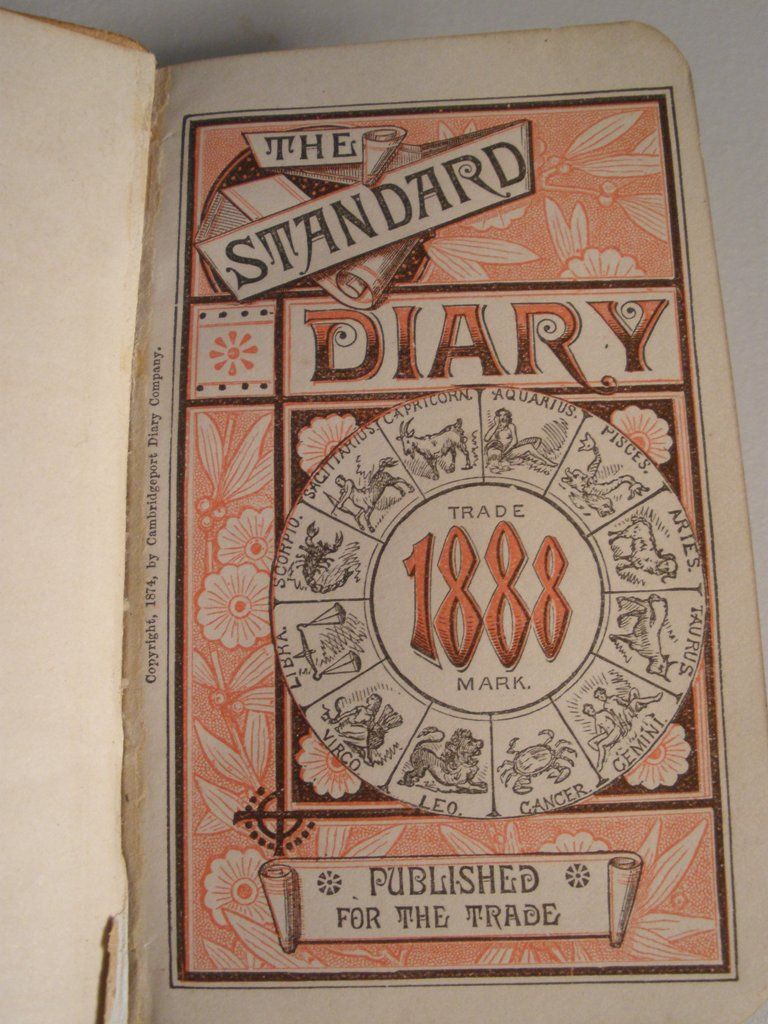 THE
STANDARD
DIARY
Copyright, 1874, by Cambridgeport Diary Company.
CAPRICORN.
AQUARIUS.
PISCES.
ARIES.
TAURUS.
GEMINI.
CANCER.
LEO.
VIRGO.
LIBRA.
SCORPIO.
SAGITTARIUS.
TRADE
1888
MARK.
PUBLISHED
FOR THE TRADE